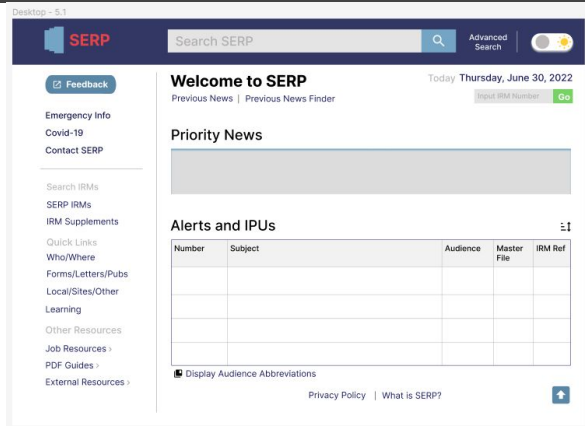 Desktop - 5.1
SERP
Search SERP
Advanced
Search
Feedback
Emergency Info
Covid-19
Contact SERP
Search IRMs
SERP IRMs
IRM Supplements
Quick Links
Who/Where
Forms/Letters/Pubs
Local/Sites/Other
Learning
Other Resources
Job Resources >
PDF Guides >
External Resources >
Welcome to SERP
Previous News | Previous News Finder
Today Thursday, June 30, 2022
Input IRM Number Go
Priority News
Alerts and IPUs
Number Subject Audience Master File IRM Ref
Display Audience Abbreviations
Privacy Policy | What is SERP?